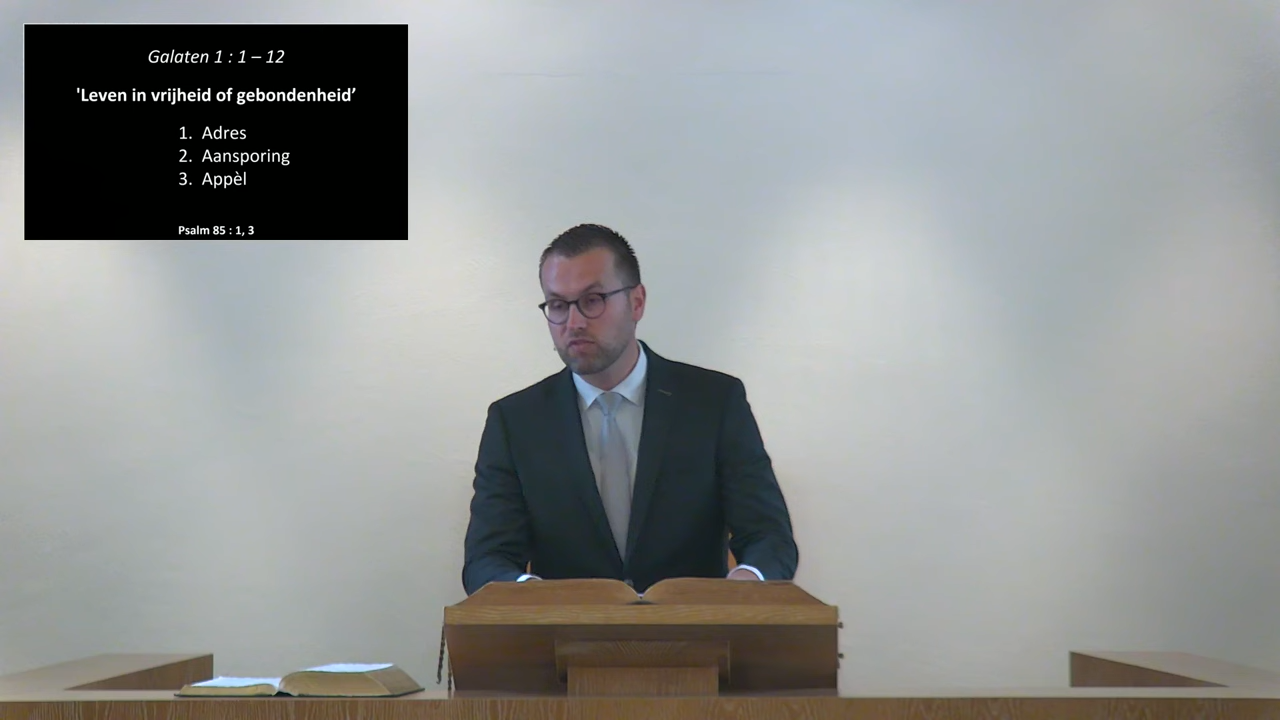 Galaten 1 : 1 – 12
'Leven in vrijheid of gebondenheid’
1. Adres
2. Aansporing
3. Appèl
Psalm 85 : 1, 3